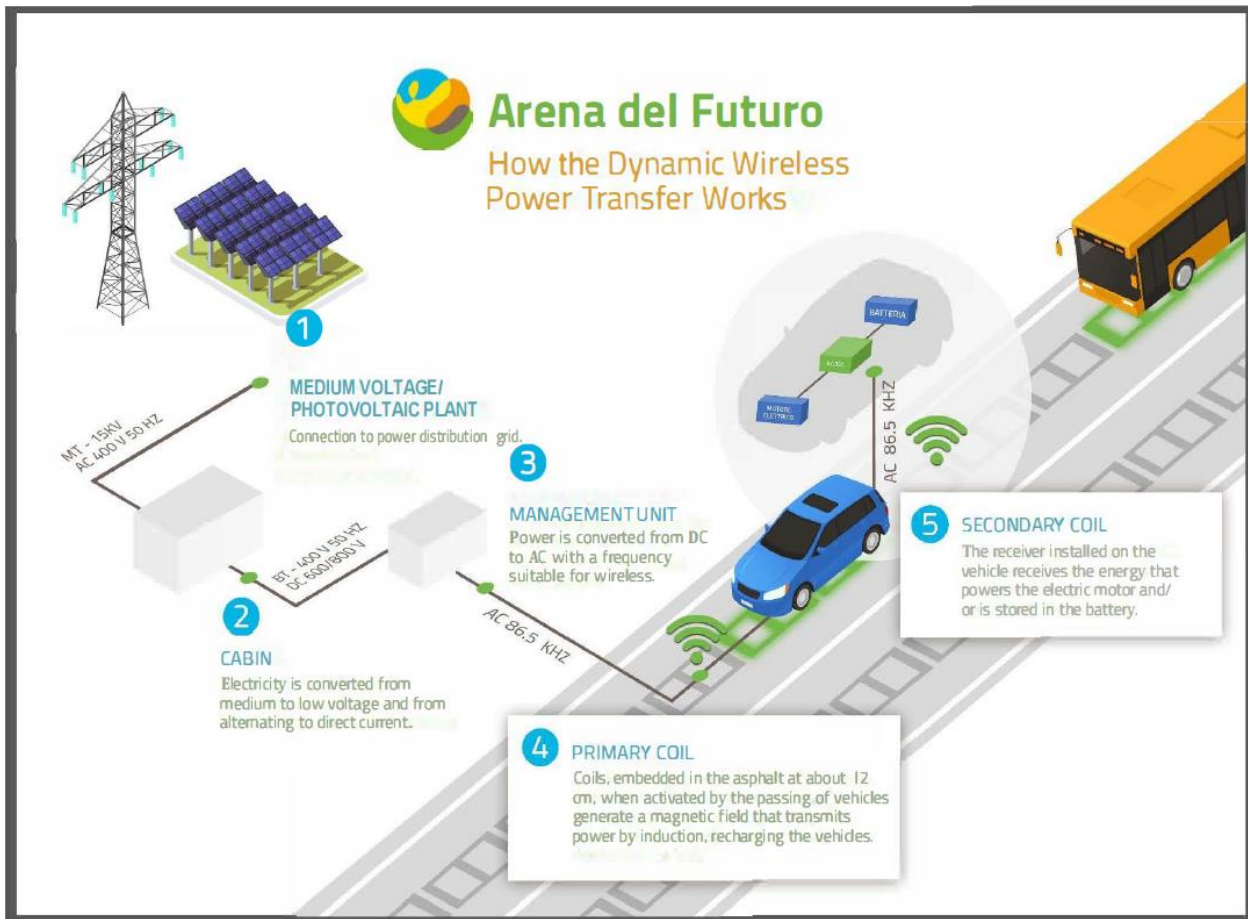 Arena del Futuro
How the Dynamic Wireless
Power Transfer Works
1
MEDIUM VOLTAGE/
PHOTOVOLTAIC PLANT
Connection to power distribution grid.
MT - 15KV
AC 400 V 50 HZ
2
CABIN
Electricity is converted from
medium to low voltage and from
alternating to direct current.
BT - 400 V 50 HZ
DC 600/800 V
3
MANAGEMENT UNIT
Power is converted from DC
to AC with a frequency
suitable for wireless.
AC 86.5 KHZ
4
PRIMARY COIL
Coils, embedded in the asphalt at about 12
cm, when activated by the passing of vehicles
generate a magnetic field that transmits
power by induction, recharging the vehicles.
BATTERIA
MOTORE
ELETTRICO
AC 86.5 KHZ
5
SECONDARY COIL
The receiver installed on the
vehicle receives the energy that
powers the electric motor and/
or is stored in the battery.